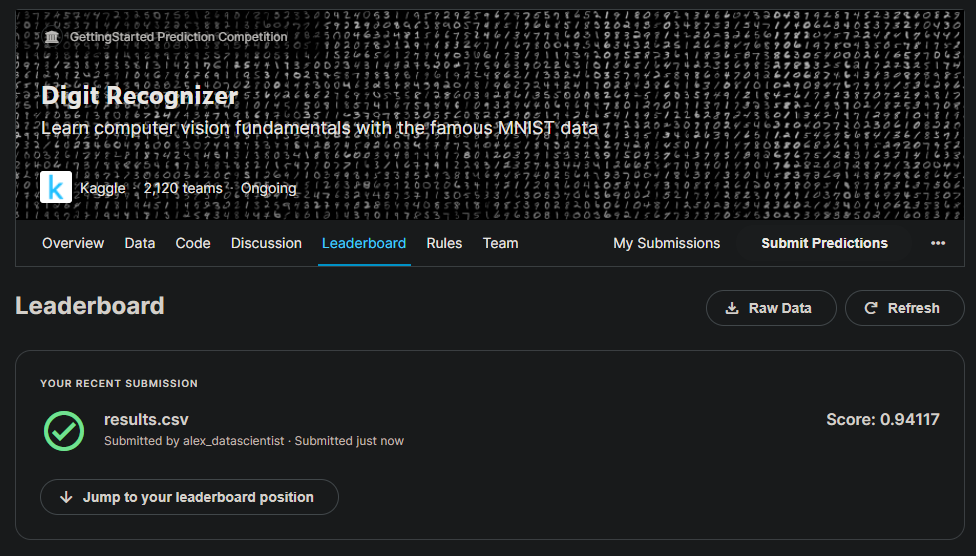 GettingStarted Prediction Competition
Digit Recognizer
Learn computer vision fundamentals with the famous MNIST data
k Kaggle · 2,120 teams · Ongoing
Overview Data Code Discussion Leaderboard Rules Team My Submissions Submit Predictions •••
Leaderboard Raw Data Refresh
YOUR RECENT SUBMISSION
results.csv Score: 0.94117
Submitted by alex_datascientist · Submitted just now
Jump to your leaderboard position